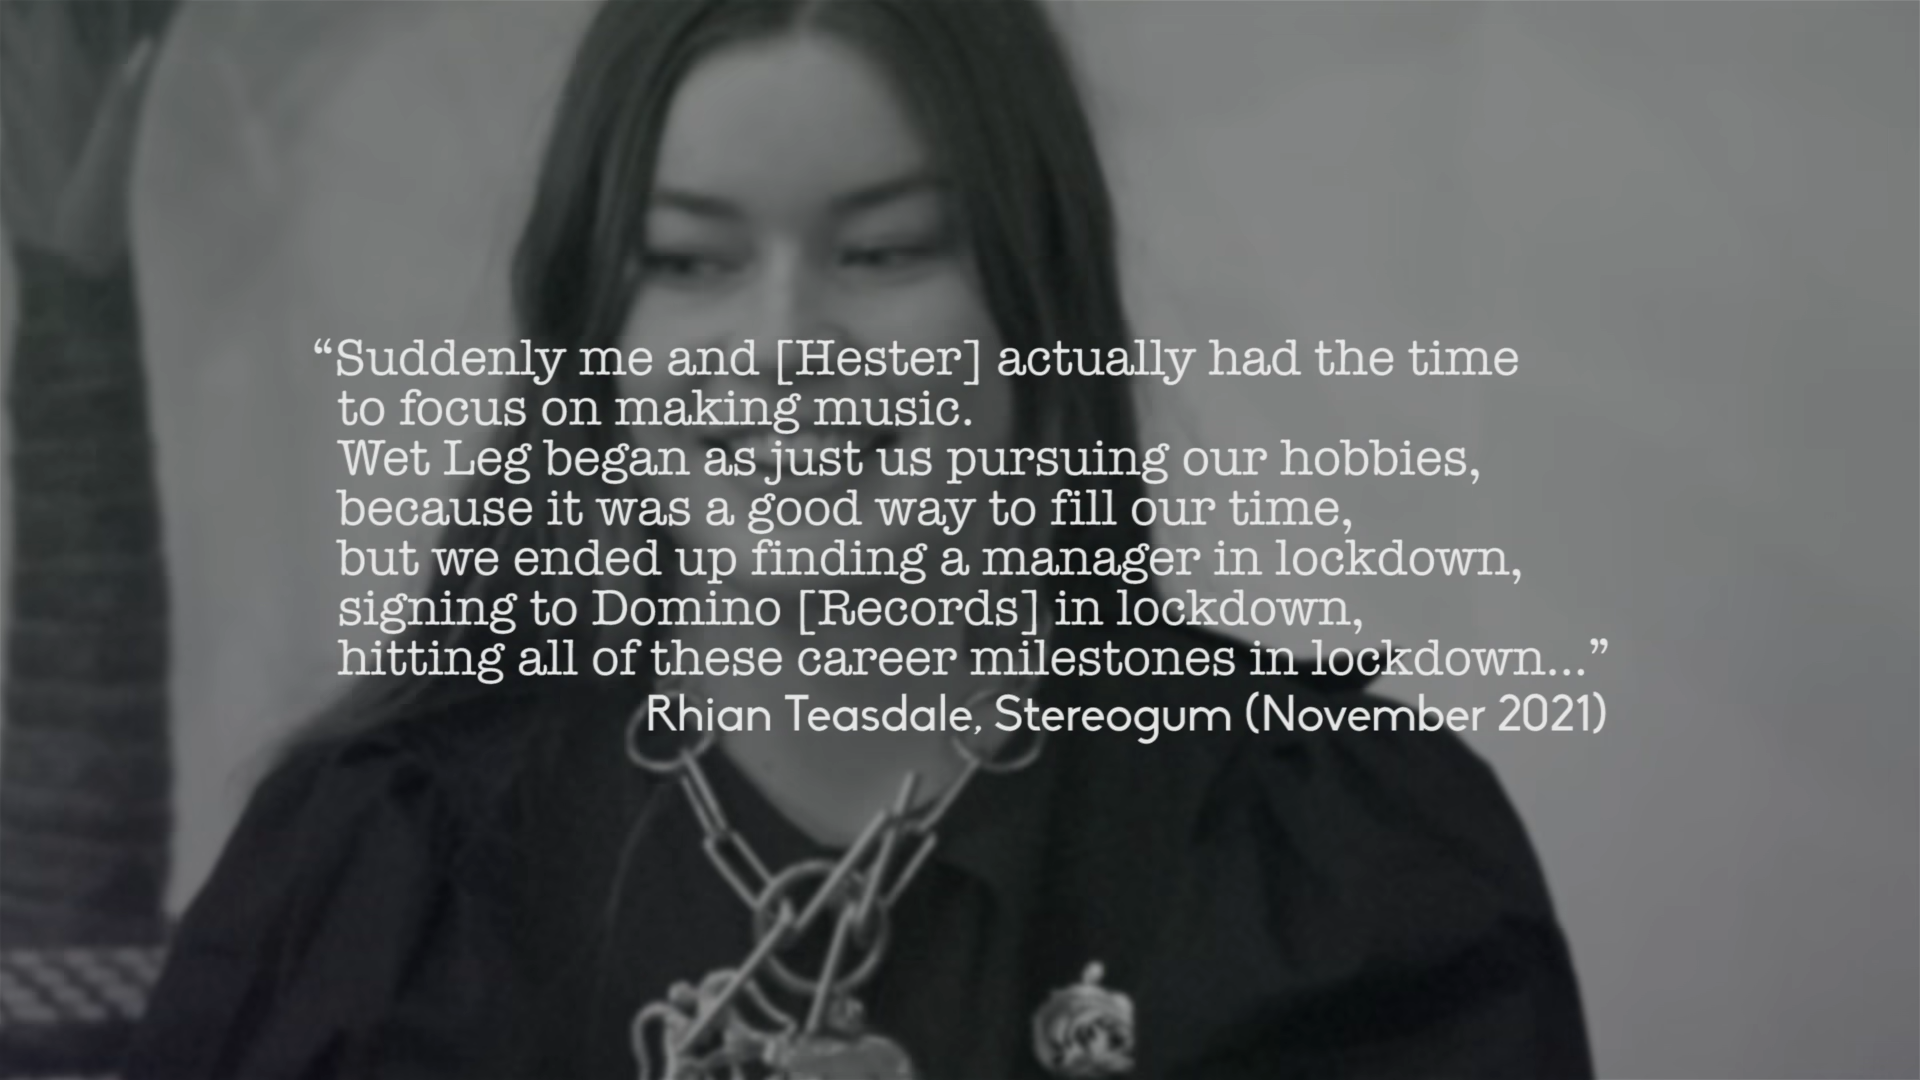 “Suddenly me and [Hester] actually had the time
to focus on making music.
Wet Leg began as just us pursuing our hobbies,
because it was a good way to fill our time,
but we ended up finding a manager in lockdown,
signing to Domino [Records] in lockdown,
hitting all of these career milestones in lockdown...”
Rhian Teasdale, Stereogum (November 2021)